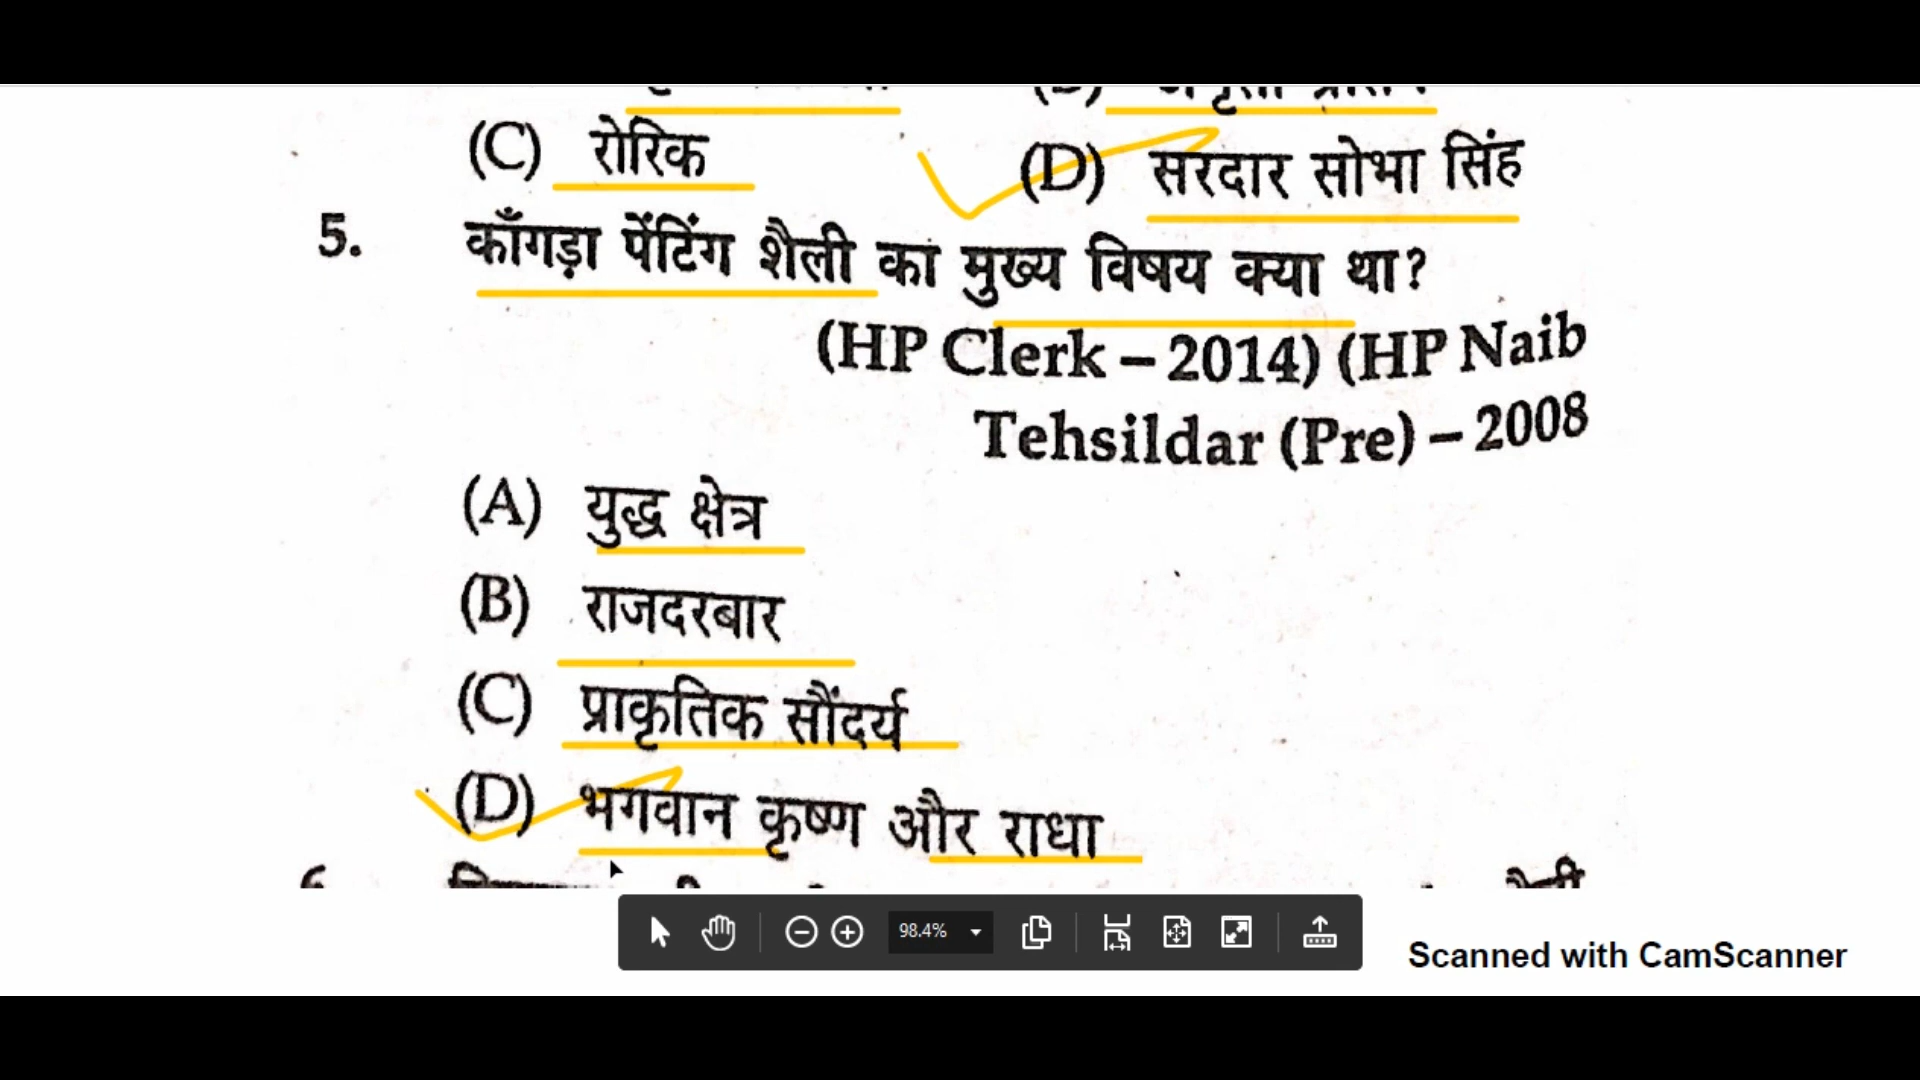 (C) रोरिक (D) सरदार सोभा सिंह
5. काँगड़ा पेंटिंग शैली का मुख्य विषय क्या था?
(HP Clerk – 2014) (HP Naib
Tehsildar (Pre) – 2008
(A) युद्ध क्षेत्र
(B) राजदरबार
(C) प्राकृतिक सौंदर्य
(D) भगवान कृष्ण और राधा
98.4%
Scanned with CamScanner